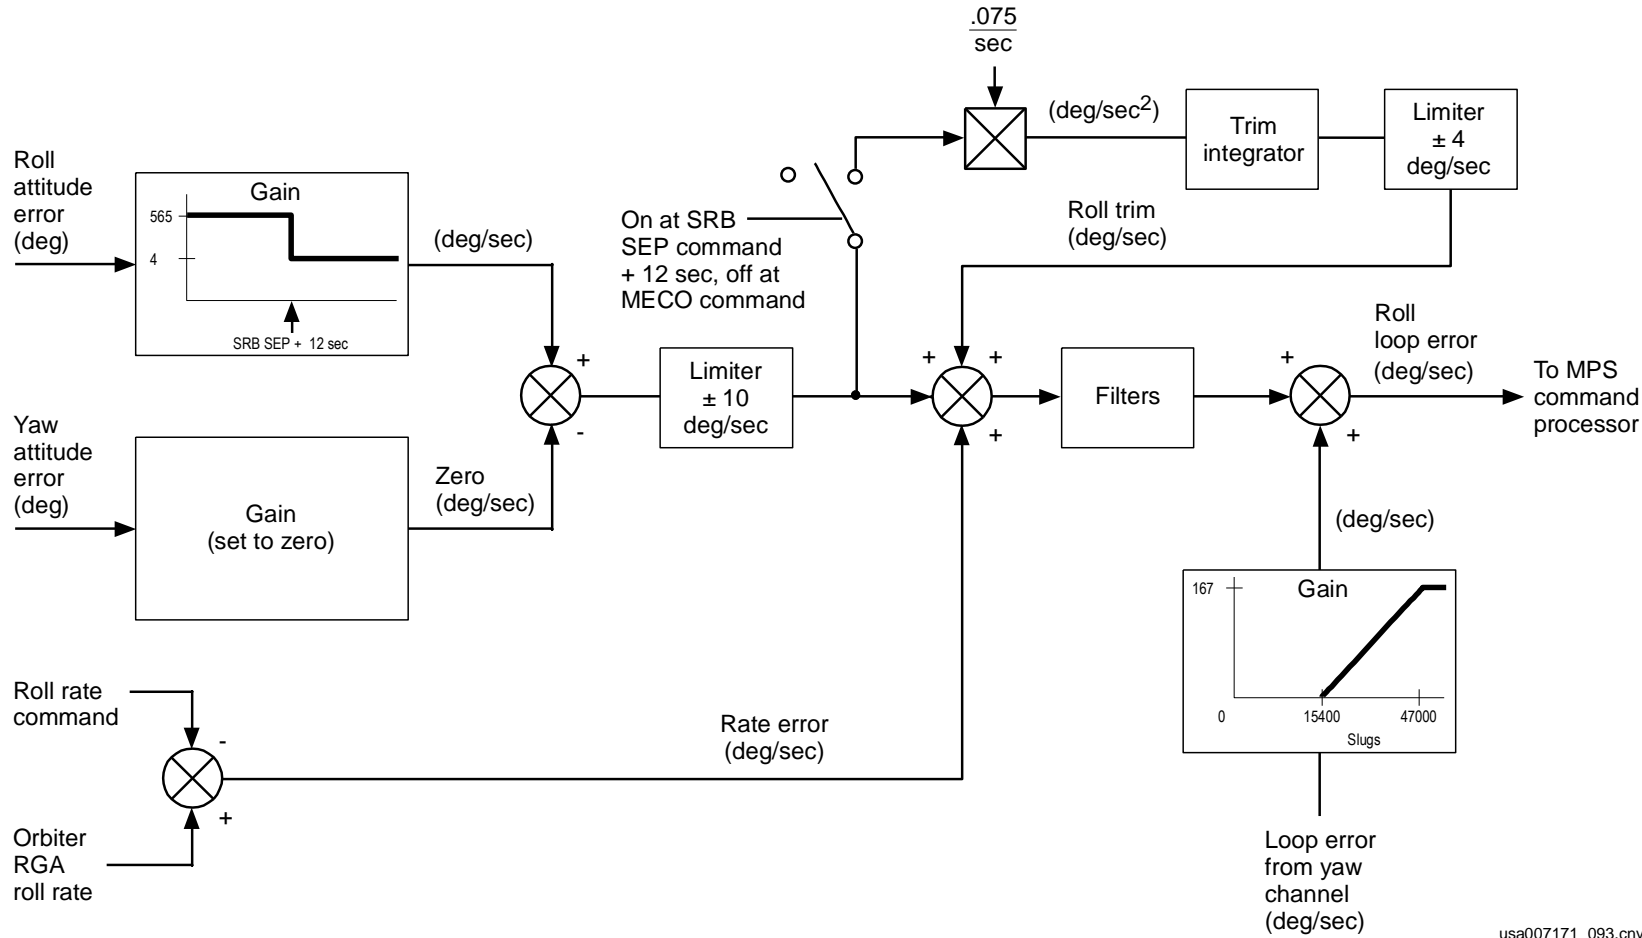 .075
sec
(deg/sec2)
Trim
integrator
Limiter
± 4
deg/sec
Roll
attitude
error
(deg)
Gain
565
4
SRB SEP + 12 sec
(deg/sec)
On at SRB
SEP command
+ 12 sec, off at
MECO command
Roll trim
(deg/sec)
+
-
Limiter
± 10
deg/sec
+
+
+
Filters
+
+
Roll
loop error
(deg/sec)
To MPS
command
processor
Yaw
attitude
error
(deg)
Gain
(set to zero)
Zero
(deg/sec)
(deg/sec)
167
Gain
0
15400
47000
Slugs
Roll rate
command
-
+
Rate error
(deg/sec)
Orbiter
RGA
roll rate
Loop error
from yaw
channel
(deg/sec)